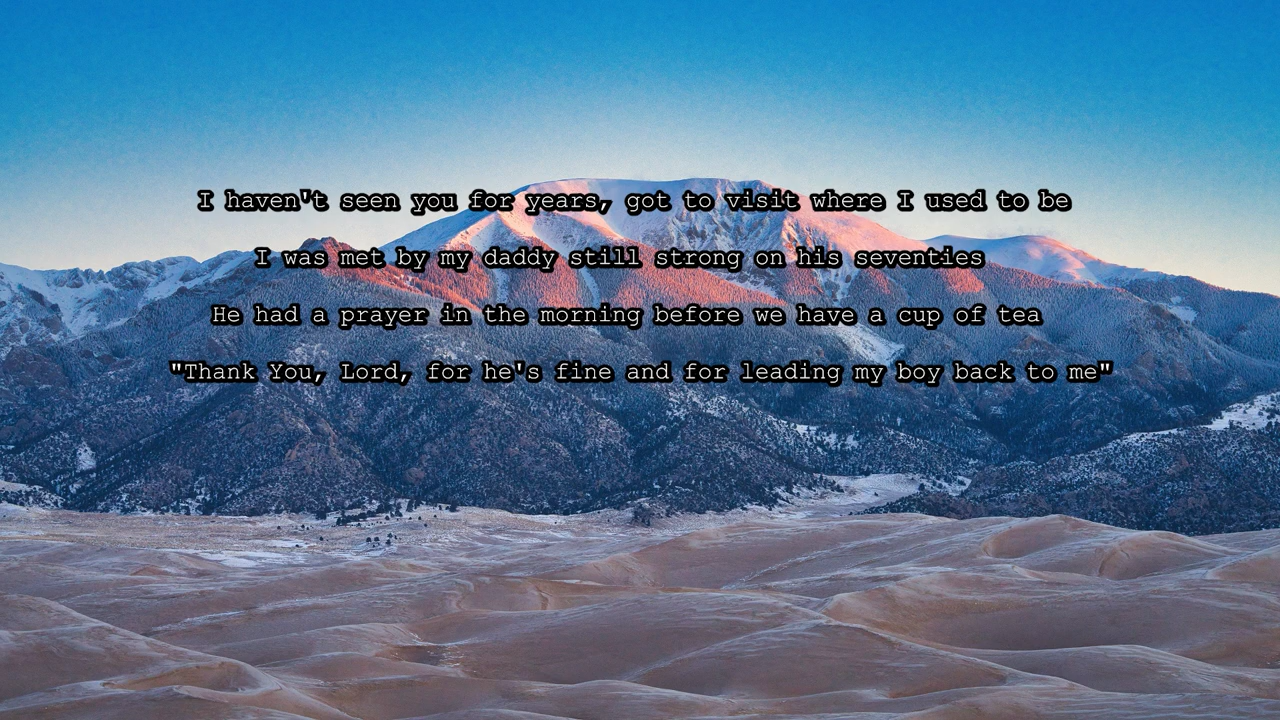 I haven't seen you for years, got to visit where I used to be
I was met by my daddy still strong on his seventies
He had a prayer in the morning before we have a cup of tea
"Thank You, Lord, for he's fine and for leading my boy back to me"